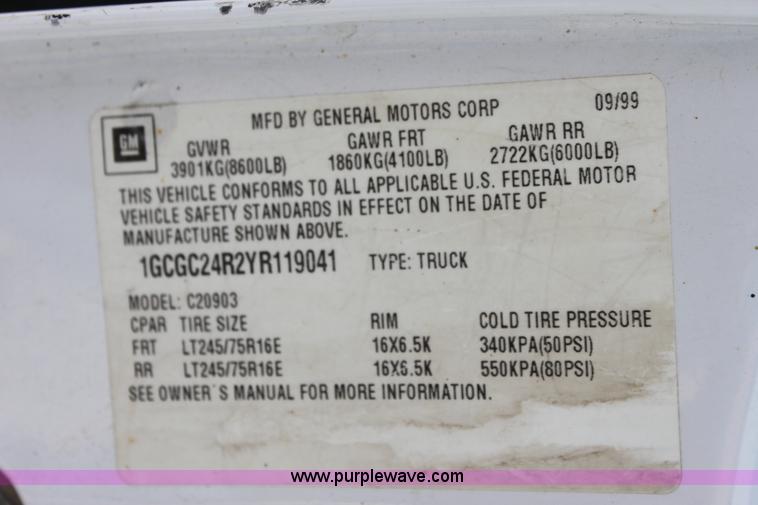 MFD BY GENERAL MOTORS CORP 09/99
GM
GVWR GAWR FRT GAWR RR
3901KG(8600LB) 1860KG(4100LB) 2722KG(6000LB)
THIS VEHICLE CONFORMS TO ALL APPLICABLE U.S. FEDERAL MOTOR
VEHICLE SAFETY STANDARDS IN EFFECT ON THE DATE OF
MANUFACTURE SHOWN ABOVE.
1GCGC24R2YR119041 TYPE: TRUCK
MODEL: C20903
CPAR TIRE SIZE RIM COLD TIRE PRESSURE
FRT LT245/75R16E 16X6.5K 340KPA(50PSI)
RR LT245/75R16E 16X6.5K 550KPA(80PSI)
SEE OWNER'S MANUAL FOR MORE INFORMATION.
www.purplewave.com